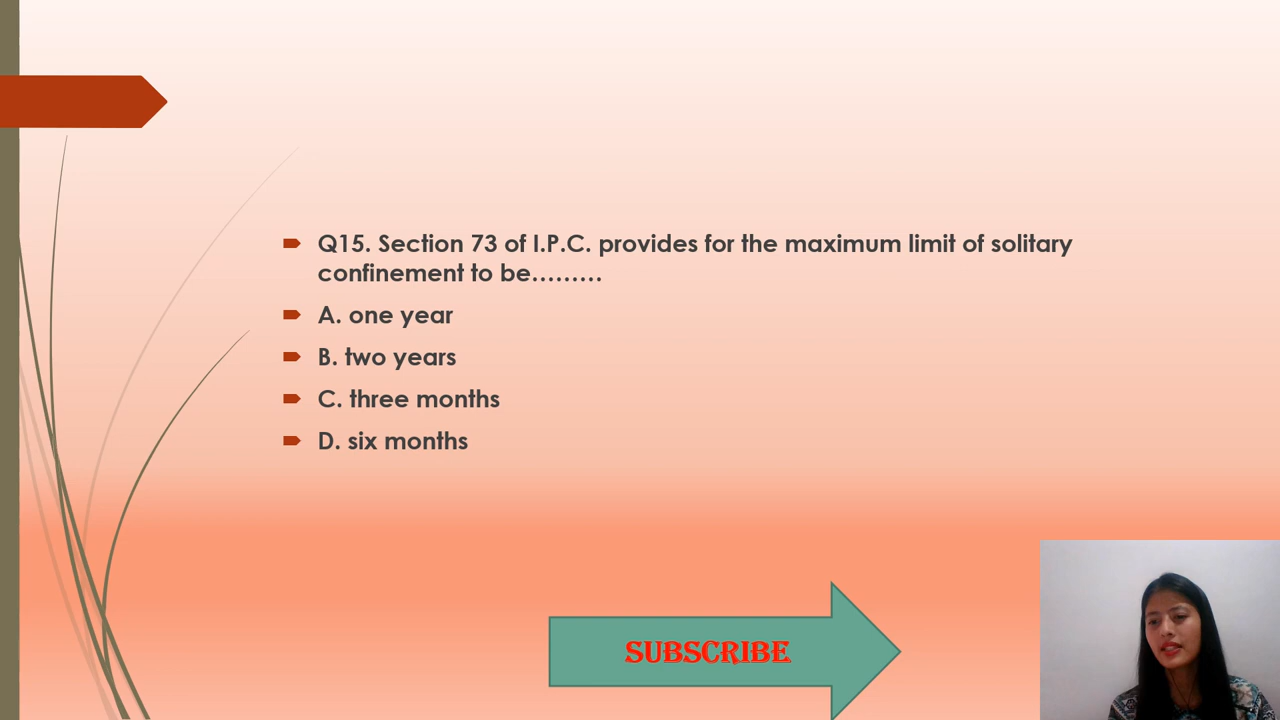 Q15. Section 73 of I.P.C. provides for the maximum limit of solitary
confinement to be.........
A. one year
B. two years
C. three months
D. six months
SUBSCRIBE